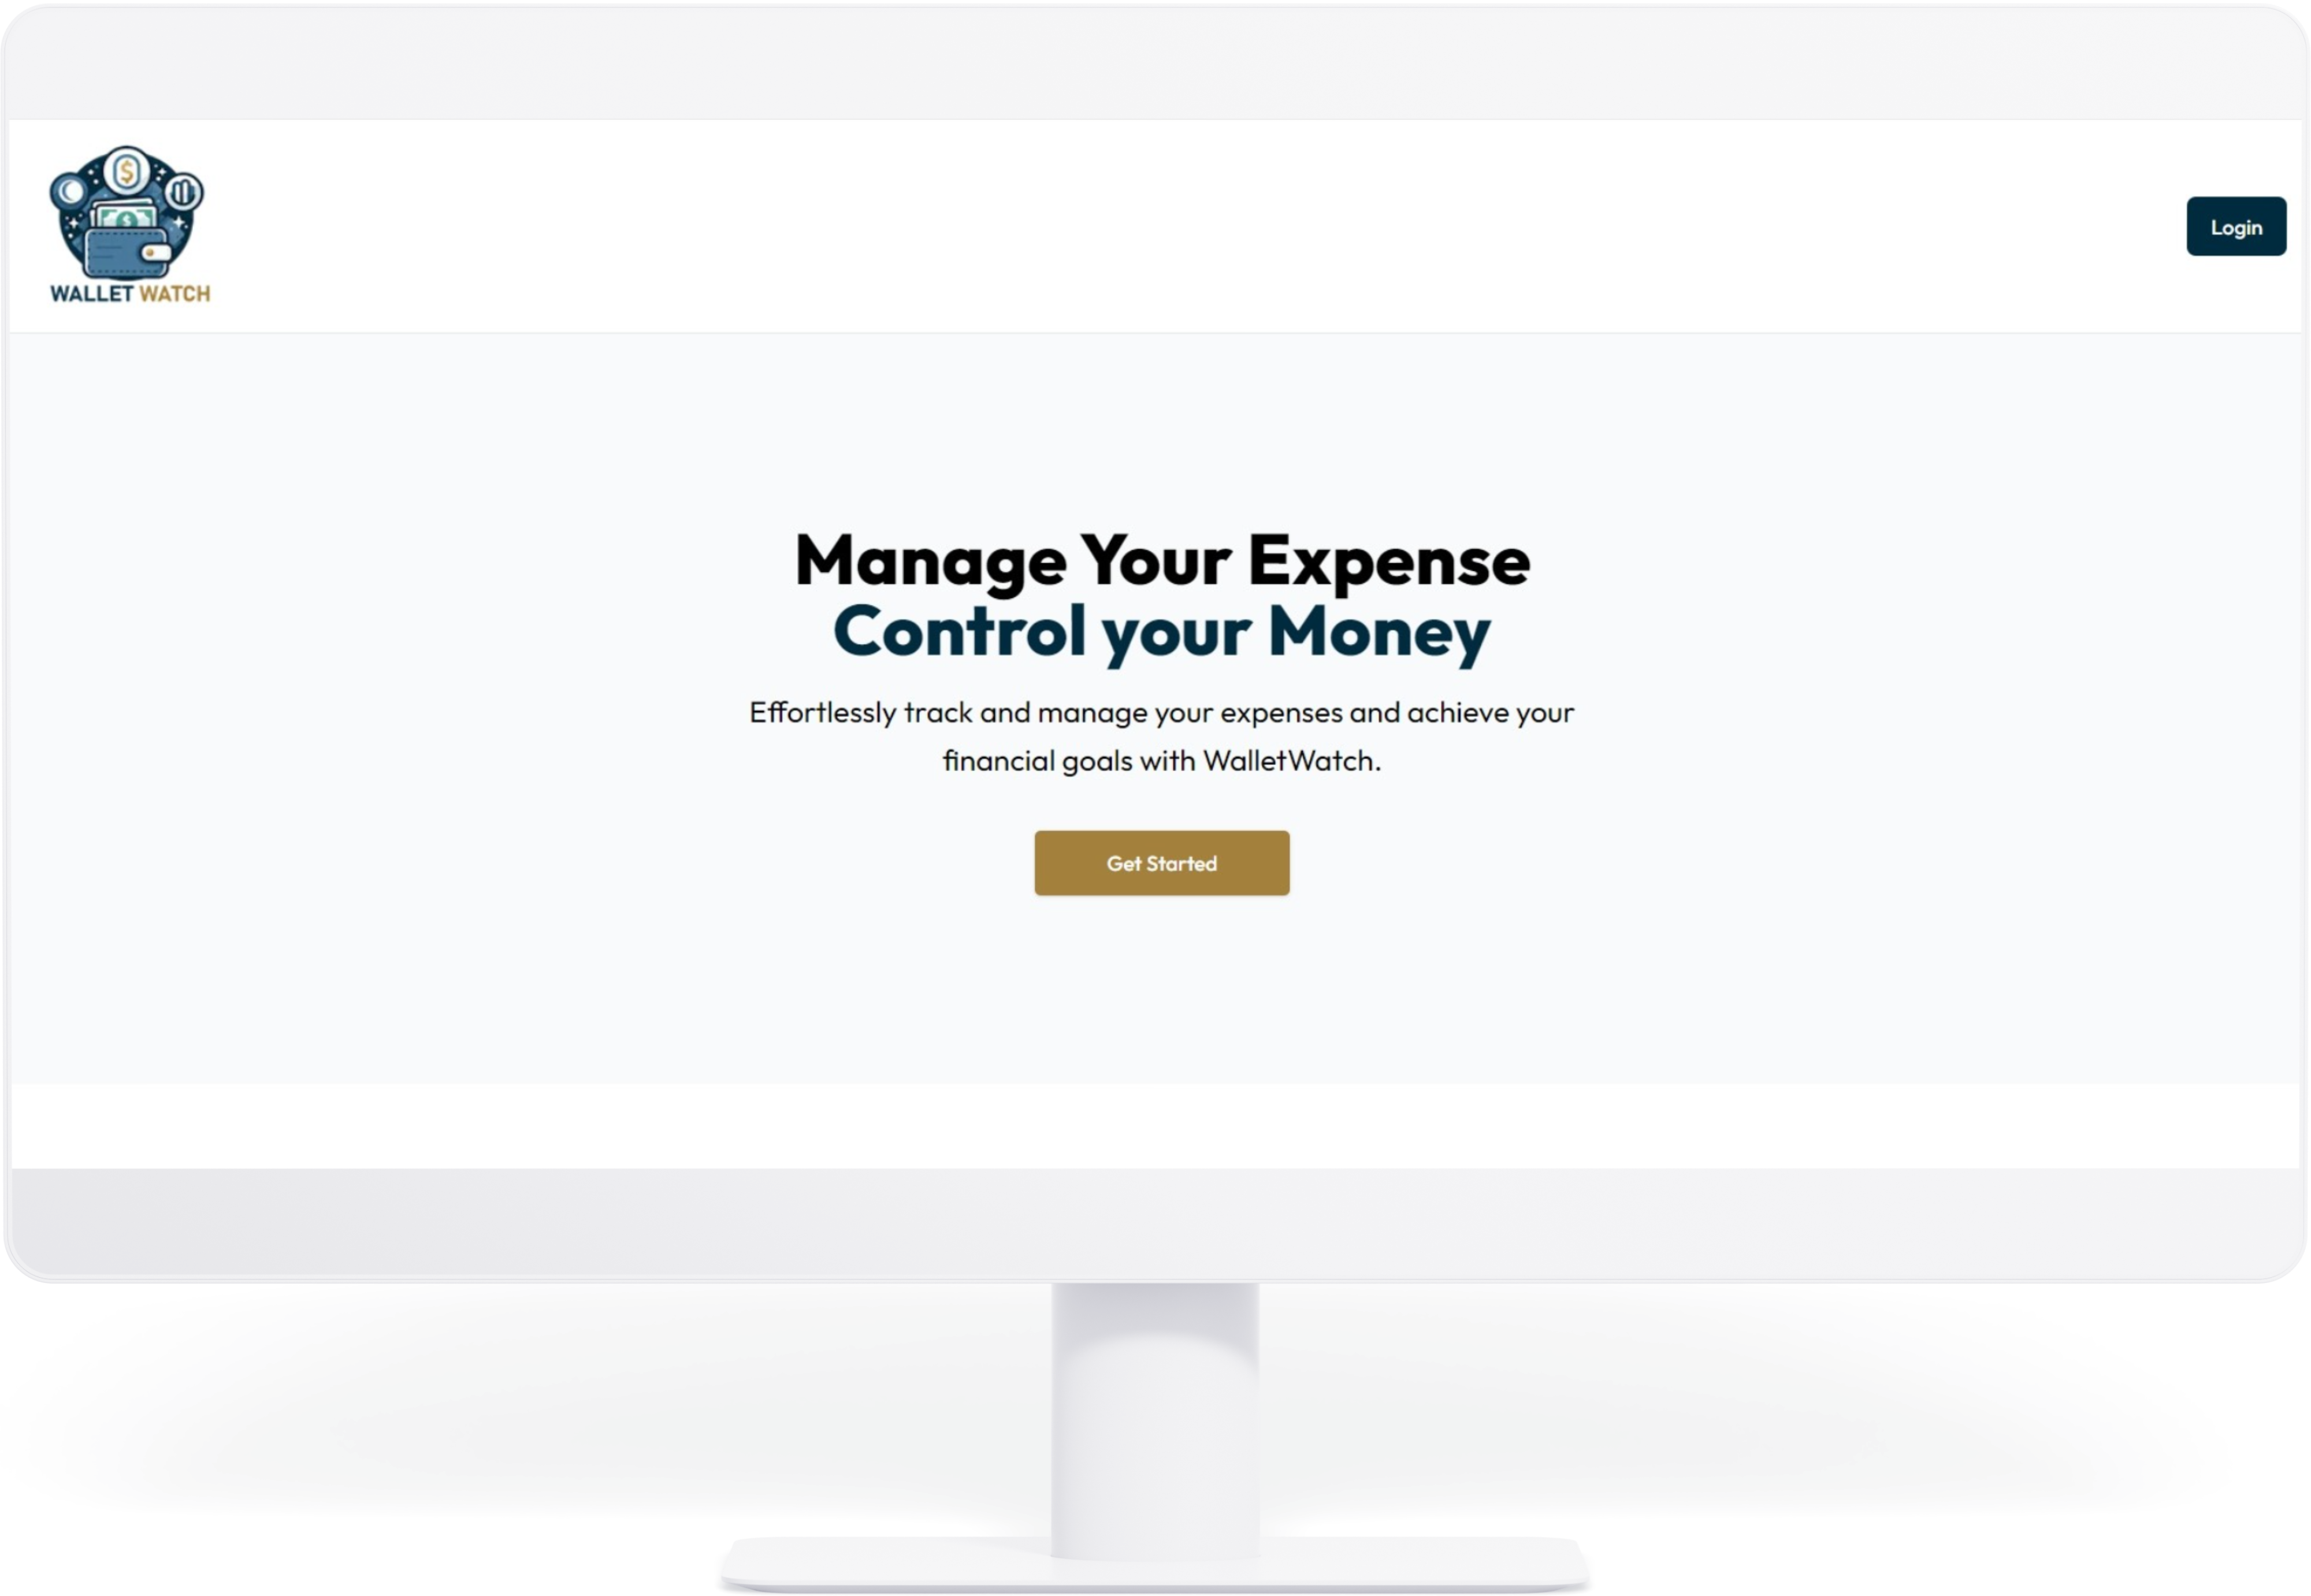 WALLET WATCH
Login
Manage Your Expense
Control your Money
Effortlessly track and manage your expenses and achieve your
financial goals with WalletWatch.
Get Started